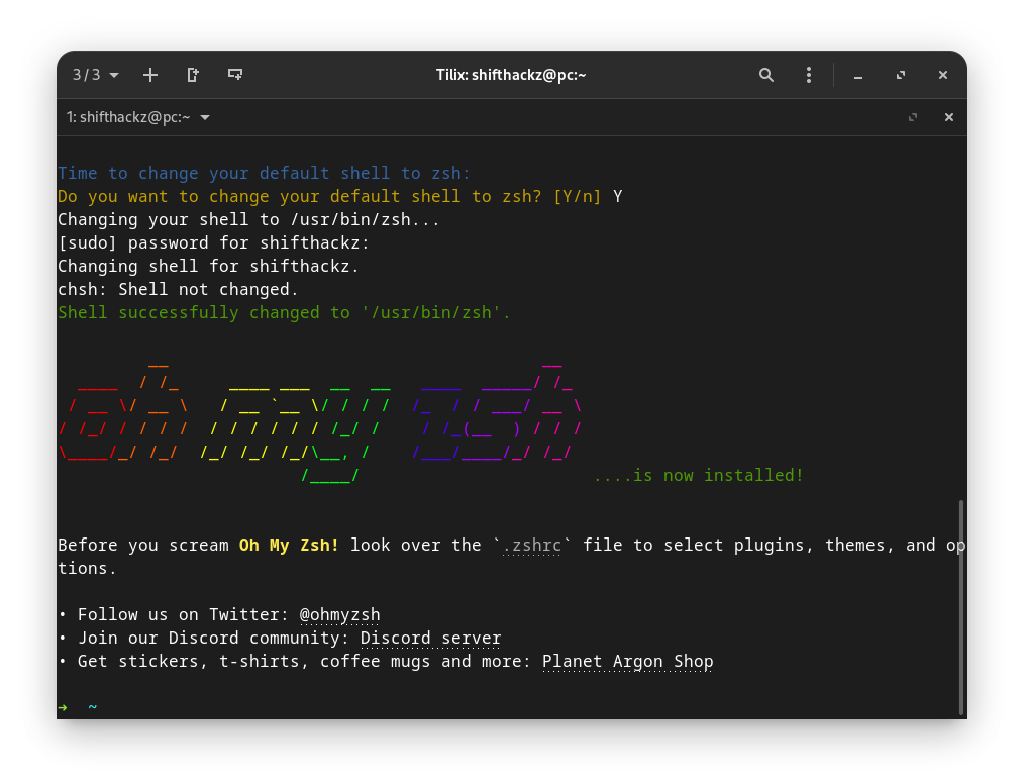 3 / 3
Tilix: shifthackz@pc:~
1: shifthackz@pc:~
Time to change your default shell to zsh:
Do you want to change your default shell to zsh? [Y/n] Y
Changing your shell to /usr/bin/zsh...
[sudo] password for shifthackz:
Changing shell for shifthackz.
chsh: Shell not changed.
Shell successfully changed to '/usr/bin/zsh'.
         __                                     __
  ____  / /_     ____ ___  __  __   ____  _____/ /_
 / __ \/ __ \   / __ `__ \/ / / /  /_  / / ___/ __ \
/ /_/ / / / /  / / / / / / /_/ /    / /_(__  ) / / /
\____/_/ /_/  /_/ /_/ /_/\__, /    /___/____/_/ /_/
                        /____/                       ....is now installed!
Before you scream Oh My Zsh! look over the `.zshrc` file to select plugins, themes, and op
tions.
• Follow us on Twitter: @ohmyzsh
• Join our Discord community: Discord server
• Get stickers, t-shirts, coffee mugs and more: Planet Argon Shop
➜  ~